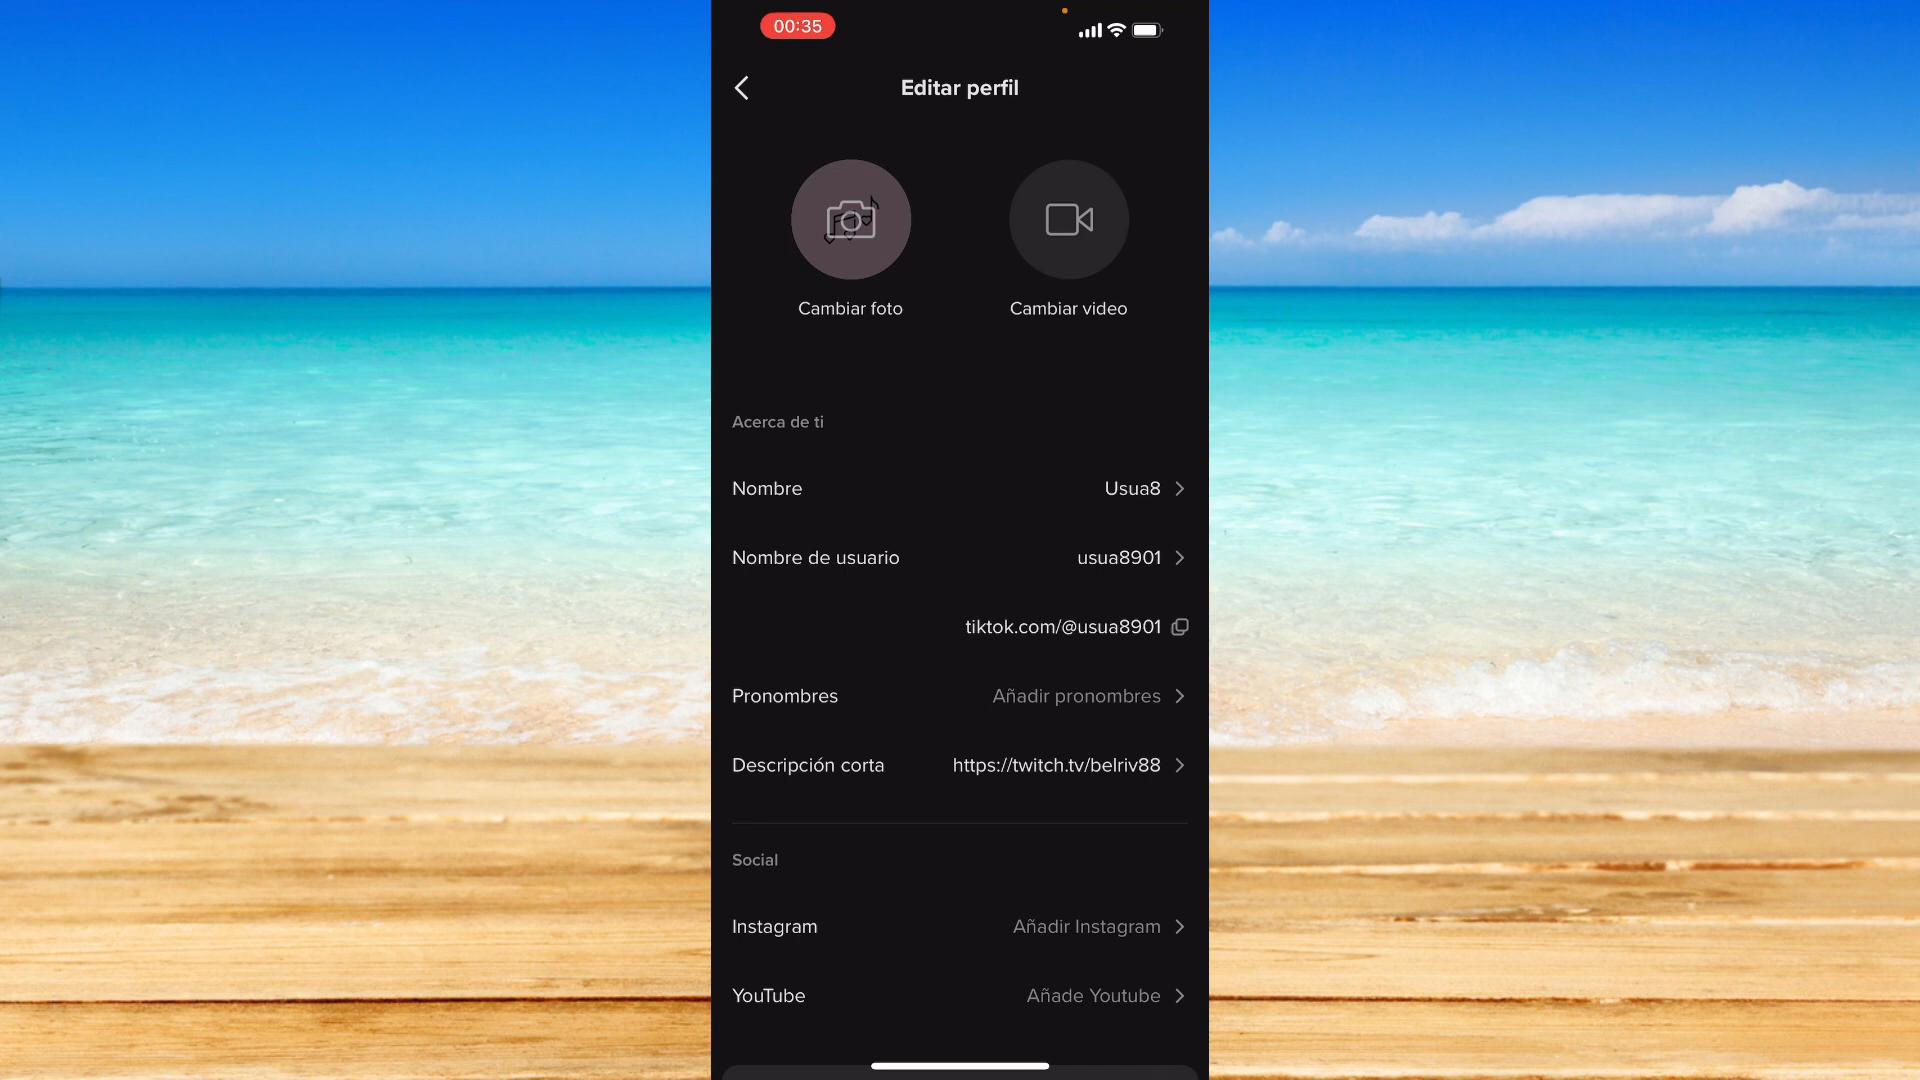 00:35
Editar perfil
Cambiar foto
Cambiar video
Acerca de ti
Nombre Usua8
Nombre de usuario usua8901
tiktok.com/@usua8901
Pronombres Añadir pronombres
Descripción corta https://twitch.tv/belriv88
Social
Instagram Añadir Instagram
YouTube Añade Youtube